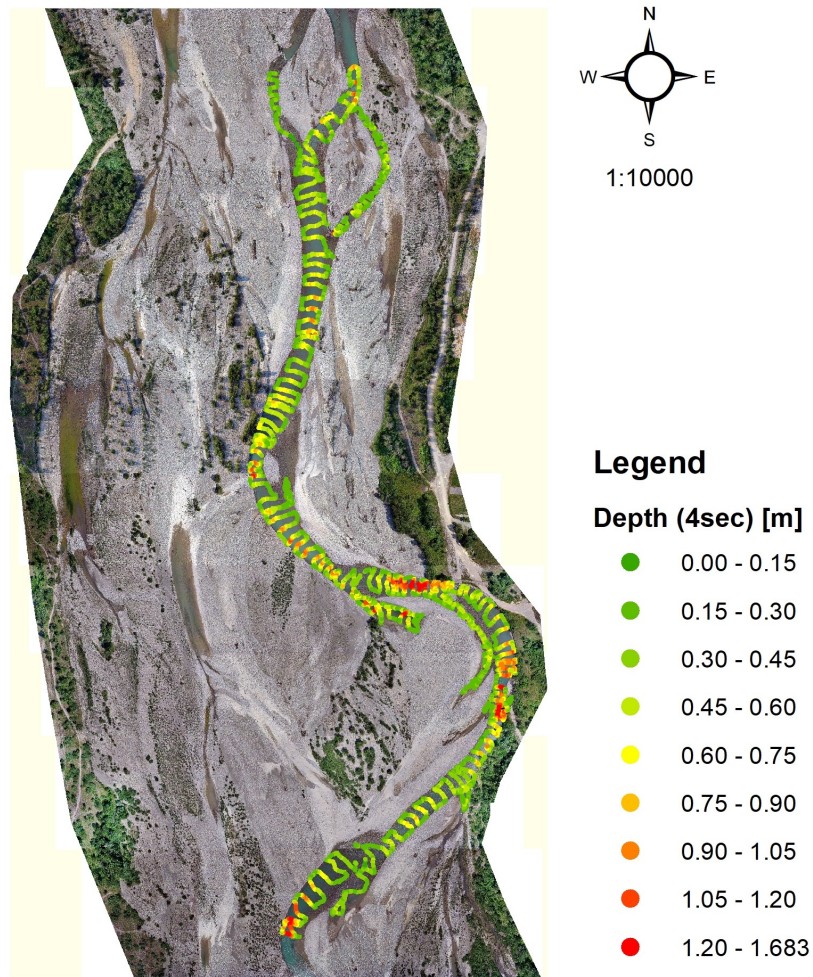 N
W E
S
1:10000
Legend
Depth (4sec) [m]
0.00 - 0.15
0.15 - 0.30
0.30 - 0.45
0.45 - 0.60
0.60 - 0.75
0.75 - 0.90
0.90 - 1.05
1.05 - 1.20
1.20 - 1.683